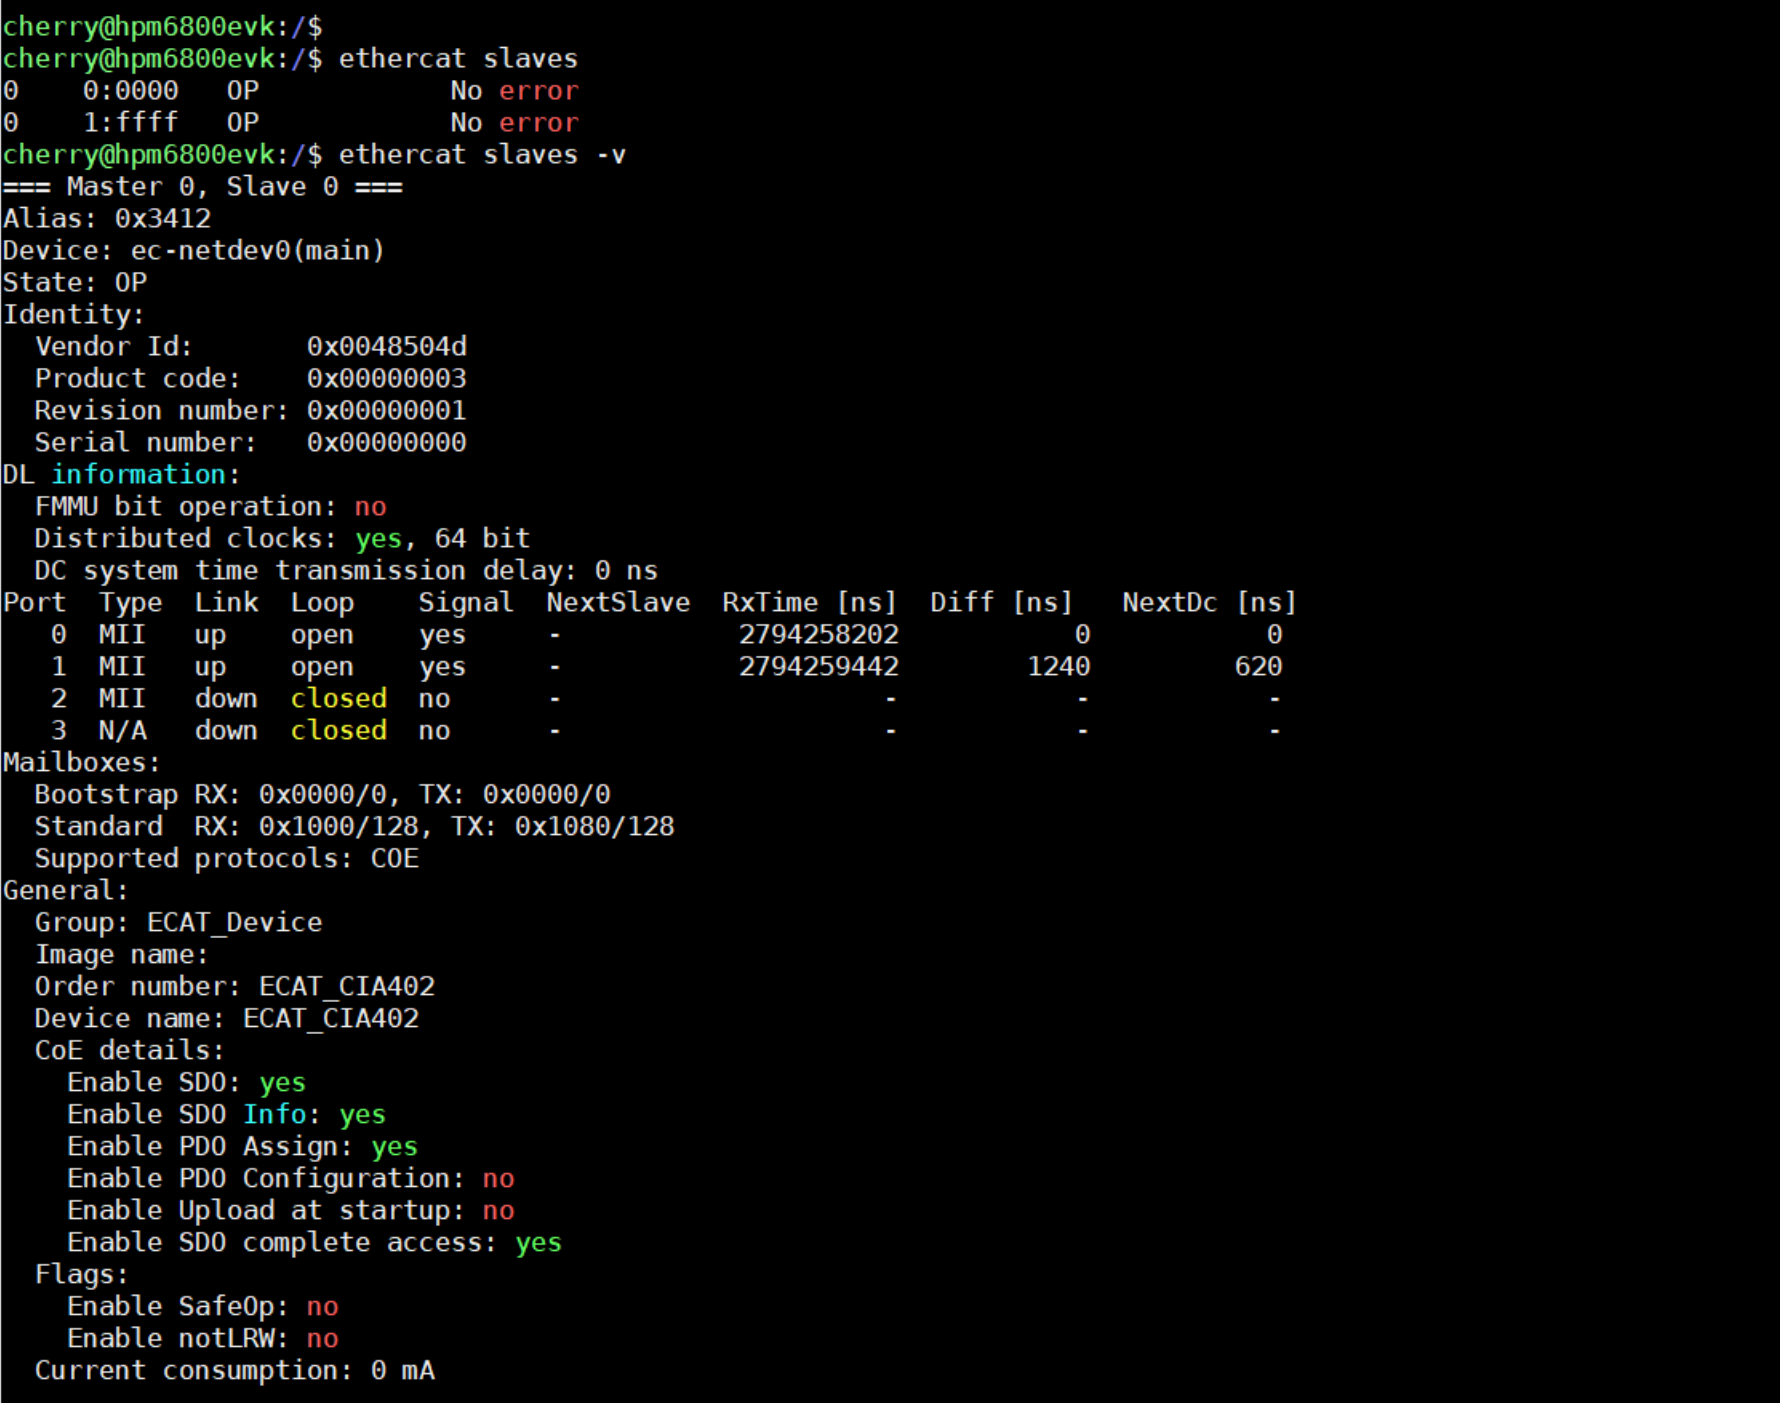 cherry@hpm6800evk:/$
cherry@hpm6800evk:/$ ethercat slaves
0    0:0000   OP              No error
0    1:ffff   OP              No error
cherry@hpm6800evk:/$ ethercat slaves -v
=== Master 0, Slave 0 ===
Alias: 0x3412
Device: ec-netdev0(main)
State: OP
Identity:
  Vendor Id:       0x0048504d
  Product code:    0x00000003
  Revision number: 0x00000001
  Serial number:   0x00000000
DL information:
  FMMU bit operation: no
  Distributed clocks: yes, 64 bit
  DC system time transmission delay: 0 ns
Port  Type  Link  Loop    Signal  NextSlave  RxTime [ns]  Diff [ns]   NextDc [ns]
   0  MII   up    open    yes     -           2794258202           0           0
   1  MII   up    open    yes     -           2794259442        1240         620
   2  MII   down  closed  no      -                    -           -           -
   3  N/A   down  closed  no      -                    -           -           -
Mailboxes:
  Bootstrap RX: 0x0000/0, TX: 0x0000/0
  Standard  RX: 0x1000/128, TX: 0x1080/128
  Supported protocols: COE
General:
  Group: ECAT_Device
  Image name:
  Order number: ECAT_CIA402
  Device name: ECAT_CIA402
  CoE details:
    Enable SDO: yes
    Enable SDO Info: yes
    Enable PDO Assign: yes
    Enable PDO Configuration: no
    Enable Upload at startup: no
    Enable SDO complete access: yes
  Flags:
    Enable SafeOp: no
    Enable notLRW: no
  Current consumption: 0 mA